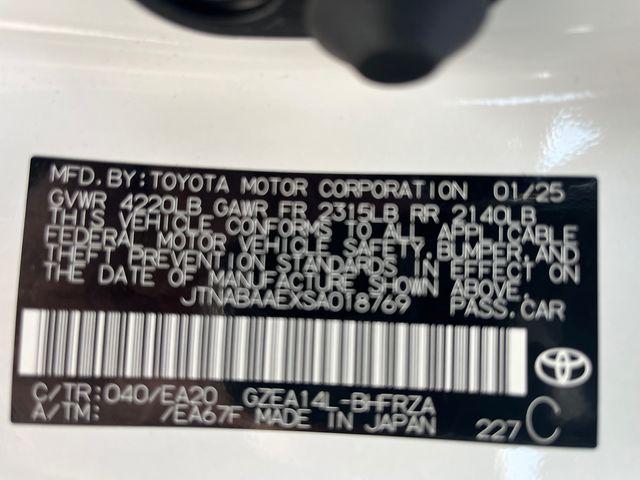 MFD. BY: TOYOTA MOTOR CORPORATION 01/25
GVWR 4220LB GAWR FR 2315LB RR 2140LB
THIS VEHICLE CONFORMS TO ALL APPLICABLE
FEDERAL MOTOR VEHICLE SAFETY, BUMPER, AND
THEFT PREVENTION STANDARDS IN EFFECT ON
THE DATE OF MANUFACTURE SHOWN ABOVE.
JTNABAAEXSA018769 PASS. CAR
C/TR: 040/EA20 GZEA14L-BHFRZA
A/TM: /EA67F MADE IN JAPAN
227 C